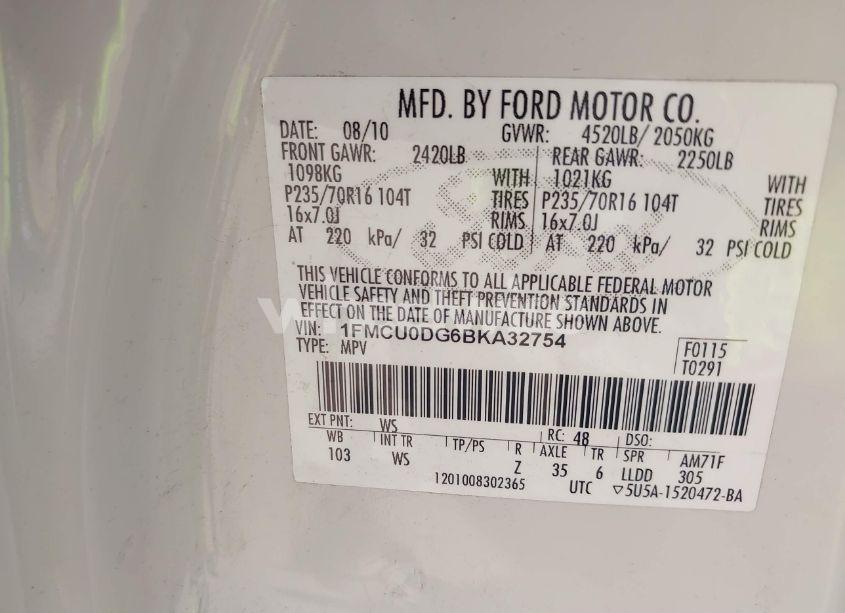 MFD. BY FORD MOTOR CO.
DATE: 08/10 GVWR: 4520LB/ 2050KG
FRONT GAWR: 2420LB REAR GAWR: 2250LB
1098KG WITH 1021KG WITH
P235/70R16 104T TIRES P235/70R16 104T TIRES
16x7.0J RIMS 16x7.0J RIMS
AT 220 kPa/ 32 PSI COLD AT 220 kPa/ 32 PSI COLD
THIS VEHICLE CONFORMS TO ALL APPLICABLE FEDERAL MOTOR
VEHICLE SAFETY AND THEFT PREVENTION STANDARDS IN
EFFECT ON THE DATE OF MANUFACTURE SHOWN ABOVE.
VIN: 1FMCU0DG6BKA32754
TYPE: MPV
F0115
T0291
EXT PNT: WS RC: 48 DSO:
WB INT TR TP/PS R AXLE TR SPR AM71F
103 WS Z 35 6 LLDD 305
1201008302365 UTC ▽5U5A-1520472-BA